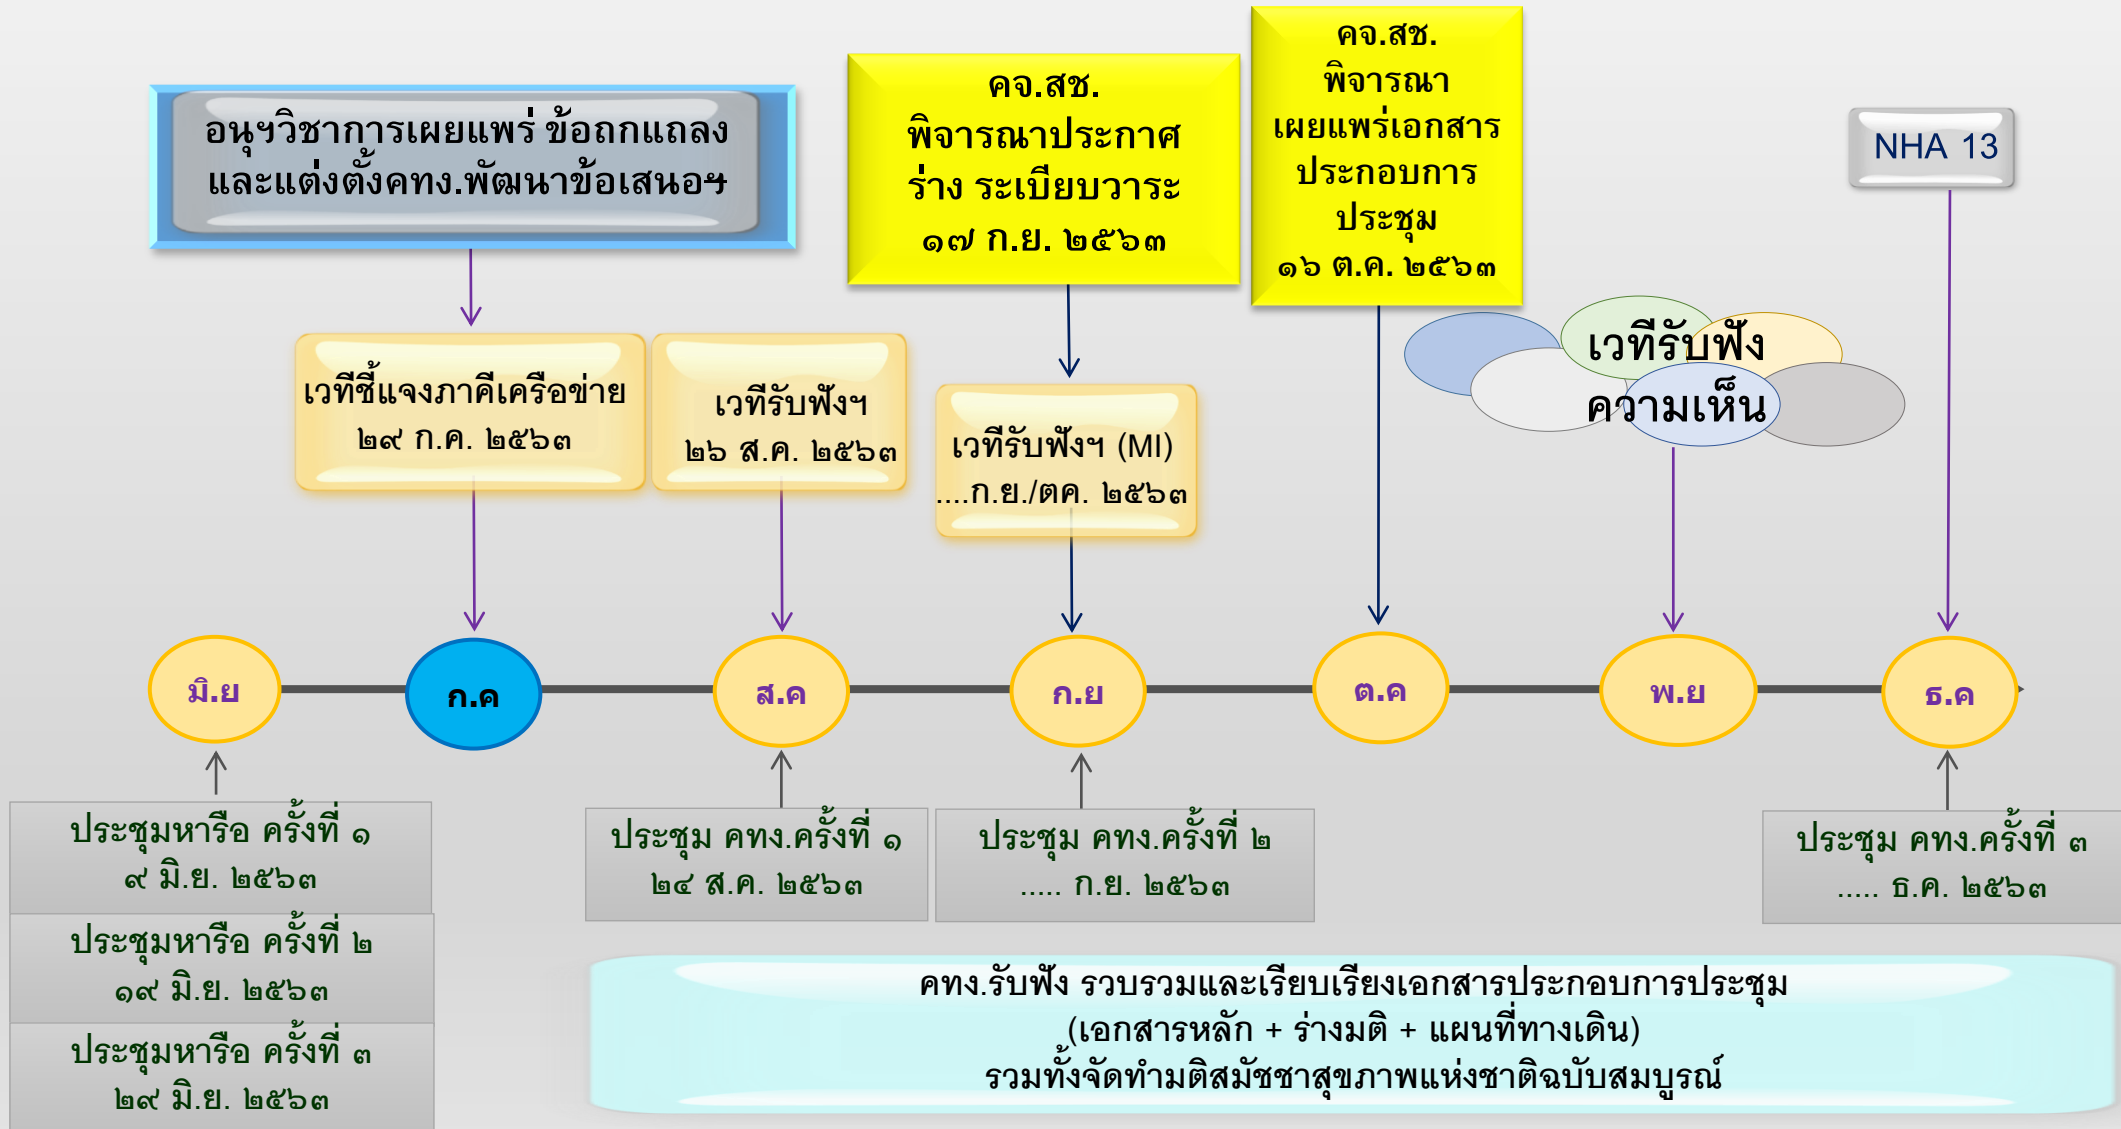 อนุฯวิชาการเผยแพร่ ข้อถกแถลง
และแต่งตั้งคทง.พัฒนาข้อเสนอฯ
คจ.สช.
พิจารณาประกาศ
ร่าง ระเบียบวาระ
๑๗ ก.ย. ๒๕๖๓
คจ.สช.
พิจารณา
เผยแพร่เอกสาร
ประกอบการ
ประชุม
๑๖ ต.ค. ๒๕๖๓
NHA 13
เวทีชี้แจงภาคีเครือข่าย
๒๙ ก.ค. ๒๕๖๓
เวทีรับฟังฯ
๒๖ ส.ค. ๒๕๖๓
เวทีรับฟังฯ (MI)
....ก.ย./ตค. ๒๕๖๓
เวทีรับฟัง
ความเห็น
มิ.ย
ก.ค
ส.ค
ก.ย
ต.ค
พ.ย
ธ.ค
ประชุมหารือ ครั้งที่ ๑
๙ มิ.ย. ๒๕๖๓
ประชุมหารือ ครั้งที่ ๒
๑๙ มิ.ย. ๒๕๖๓
ประชุมหารือ ครั้งที่ ๓
๒๙ มิ.ย. ๒๕๖๓
ประชุม คทง.ครั้งที่ ๑
๒๔ ส.ค. ๒๕๖๓
ประชุม คทง.ครั้งที่ ๒
..... ก.ย. ๒๕๖๓
ประชุม คทง.ครั้งที่ ๓
..... ธ.ค. ๒๕๖๓
คทง.รับฟัง รวบรวมและเรียบเรียงเอกสารประกอบการประชุม
(เอกสารหลัก + ร่างมติ + แผนที่ทางเดิน)
รวมทั้งจัดทำมติสมัชชาสุขภาพแห่งชาติฉบับสมบูรณ์